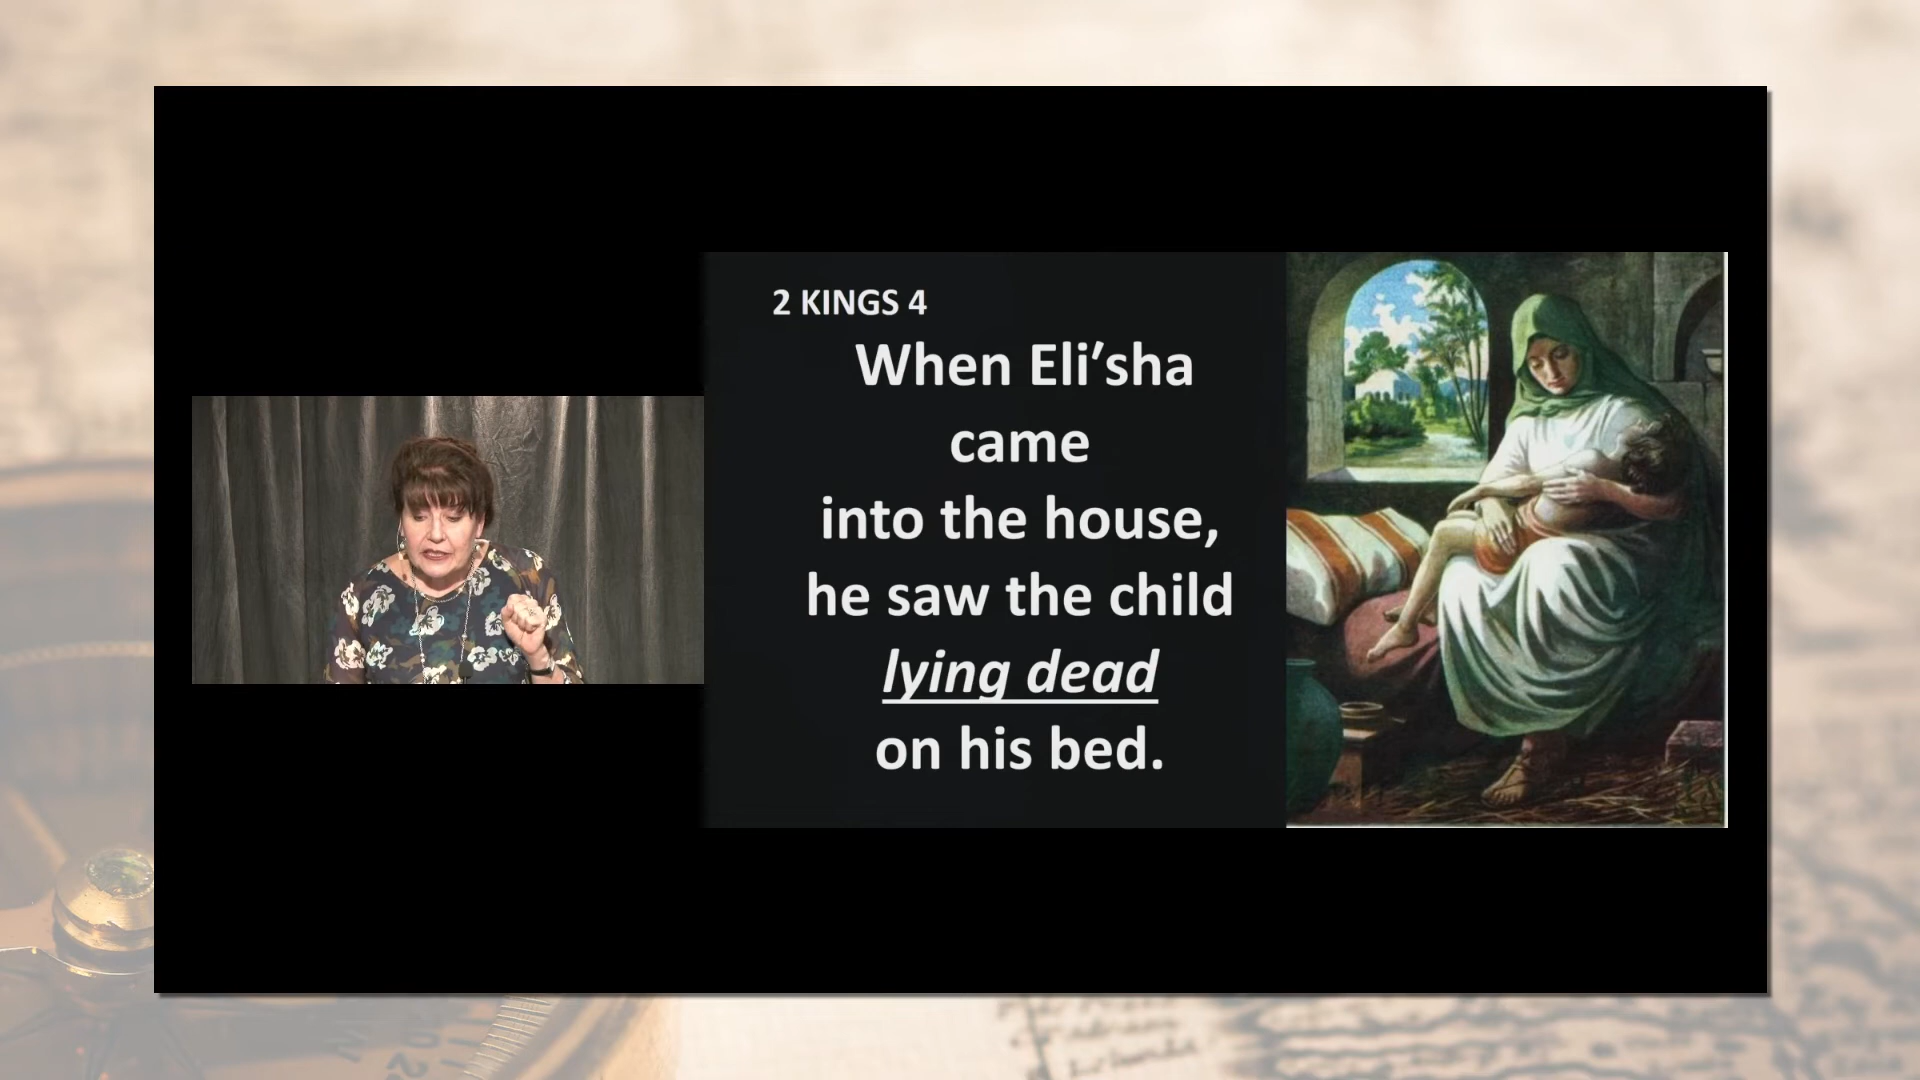 2 KINGS 4
When Eli’sha
came
into the house,
he saw the child
lying dead
on his bed.